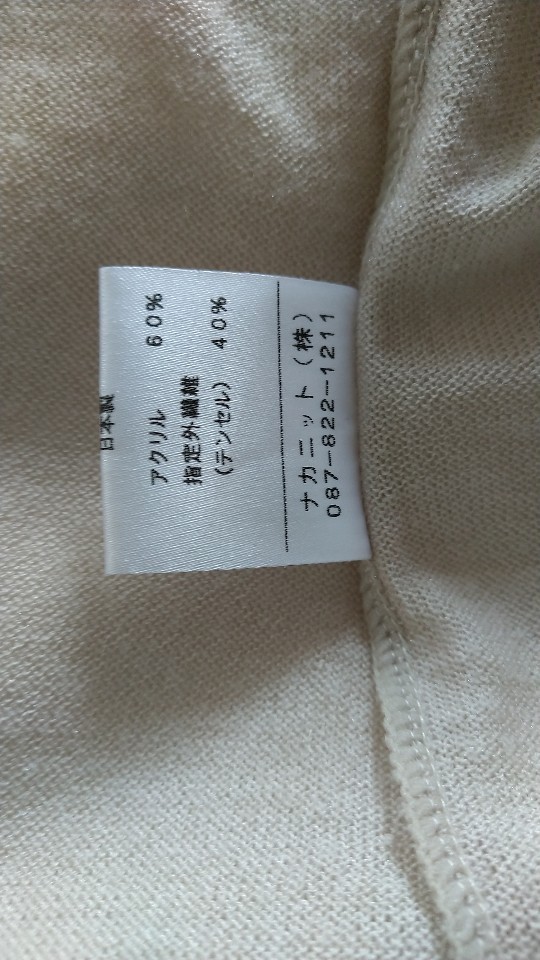 日本製
アクリル 60%
指定外繊維 40%
(テンセル)
ナカニット(株)
087-822-1211